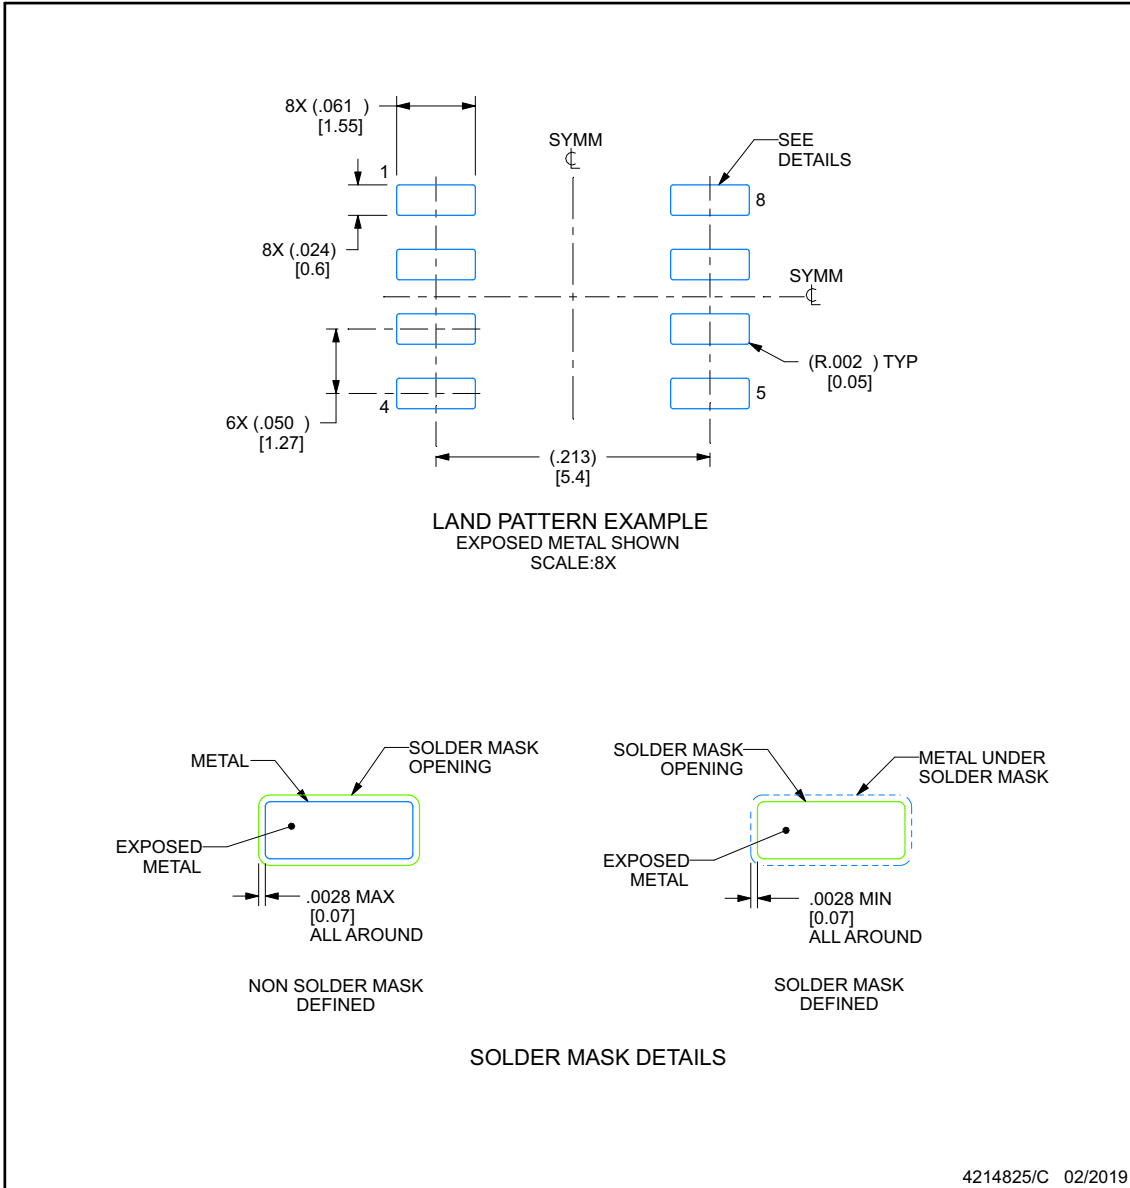 8X (.061 )
[1.55]
SYMM
SEE
DETAILS
1
8
8X (.024)
[0.6]
SYMM
(R.002 ) TYP
[0.05]
4
5
6X (.050 )
[1.27]
(.213)
[5.4]
LAND PATTERN EXAMPLE
EXPOSED METAL SHOWN
SCALE:8X
METAL
SOLDER MASK
OPENING
EXPOSED
METAL
.0028 MAX
[0.07]
ALL AROUND
NON SOLDER MASK
DEFINED
SOLDER MASK
OPENING
METAL UNDER
SOLDER MASK
EXPOSED
METAL
.0028 MIN
[0.07]
ALL AROUND
SOLDER MASK
DEFINED
SOLDER MASK DETAILS
4214825/C 02/2019